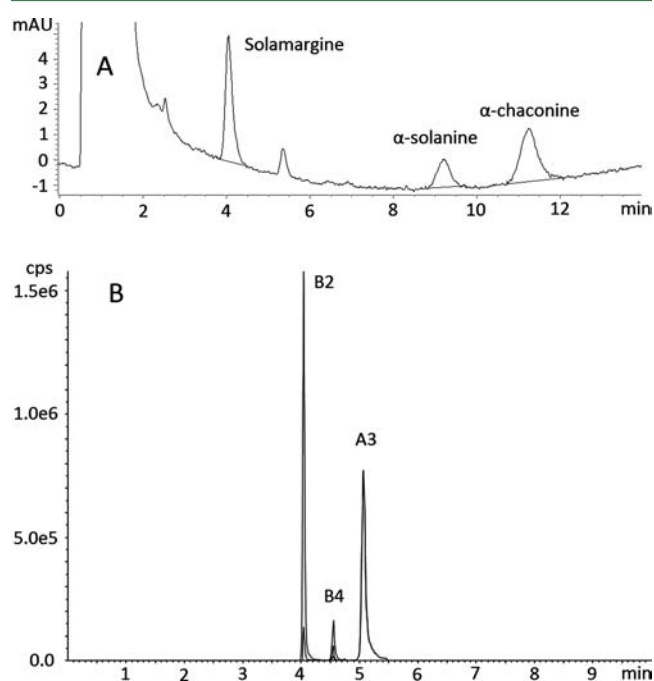 mAU
A
Solamargine
α-solanine
α-chaconine
4
3
2
1
0
-1
0 2 4 6 8 10 12 min
cps
B
1.5e6
1.0e6
5.0e5
0.0
B2
A3
B4
1 2 3 4 5 6 7 8 9 min